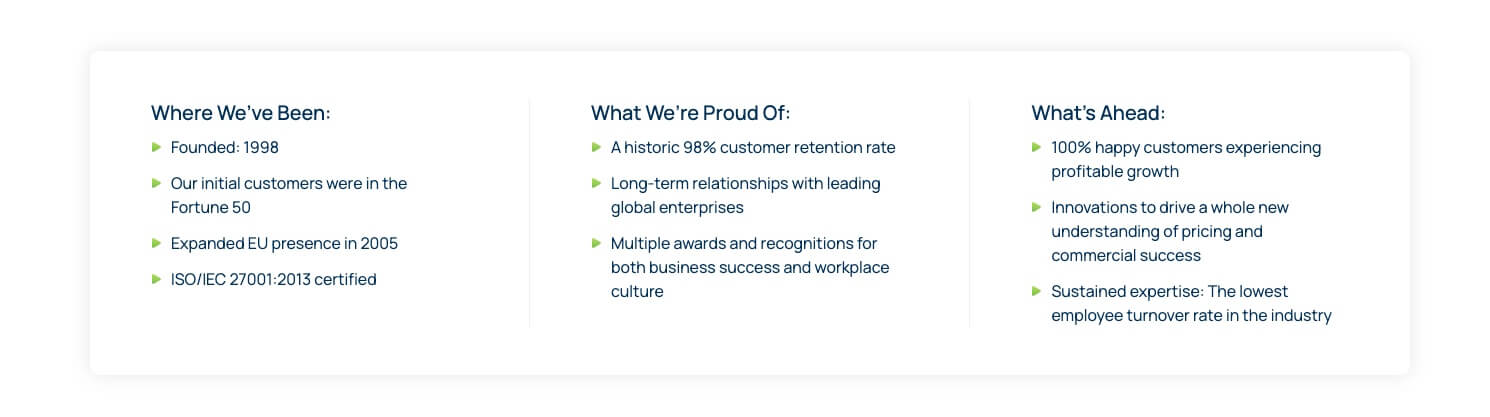 Where We've Been:
Founded: 1998
Our initial customers were in the
Fortune 50
Expanded EU presence in 2005
ISO/IEC 27001:2013 certified
What We're Proud Of:
A historic 98% customer retention rate
Long-term relationships with leading
global enterprises
Multiple awards and recognitions for
both business success and workplace
culture
What's Ahead:
100% happy customers experiencing
profitable growth
Innovations to drive a whole new
understanding of pricing and
commercial success
Sustained expertise: The lowest
employee turnover rate in the industry